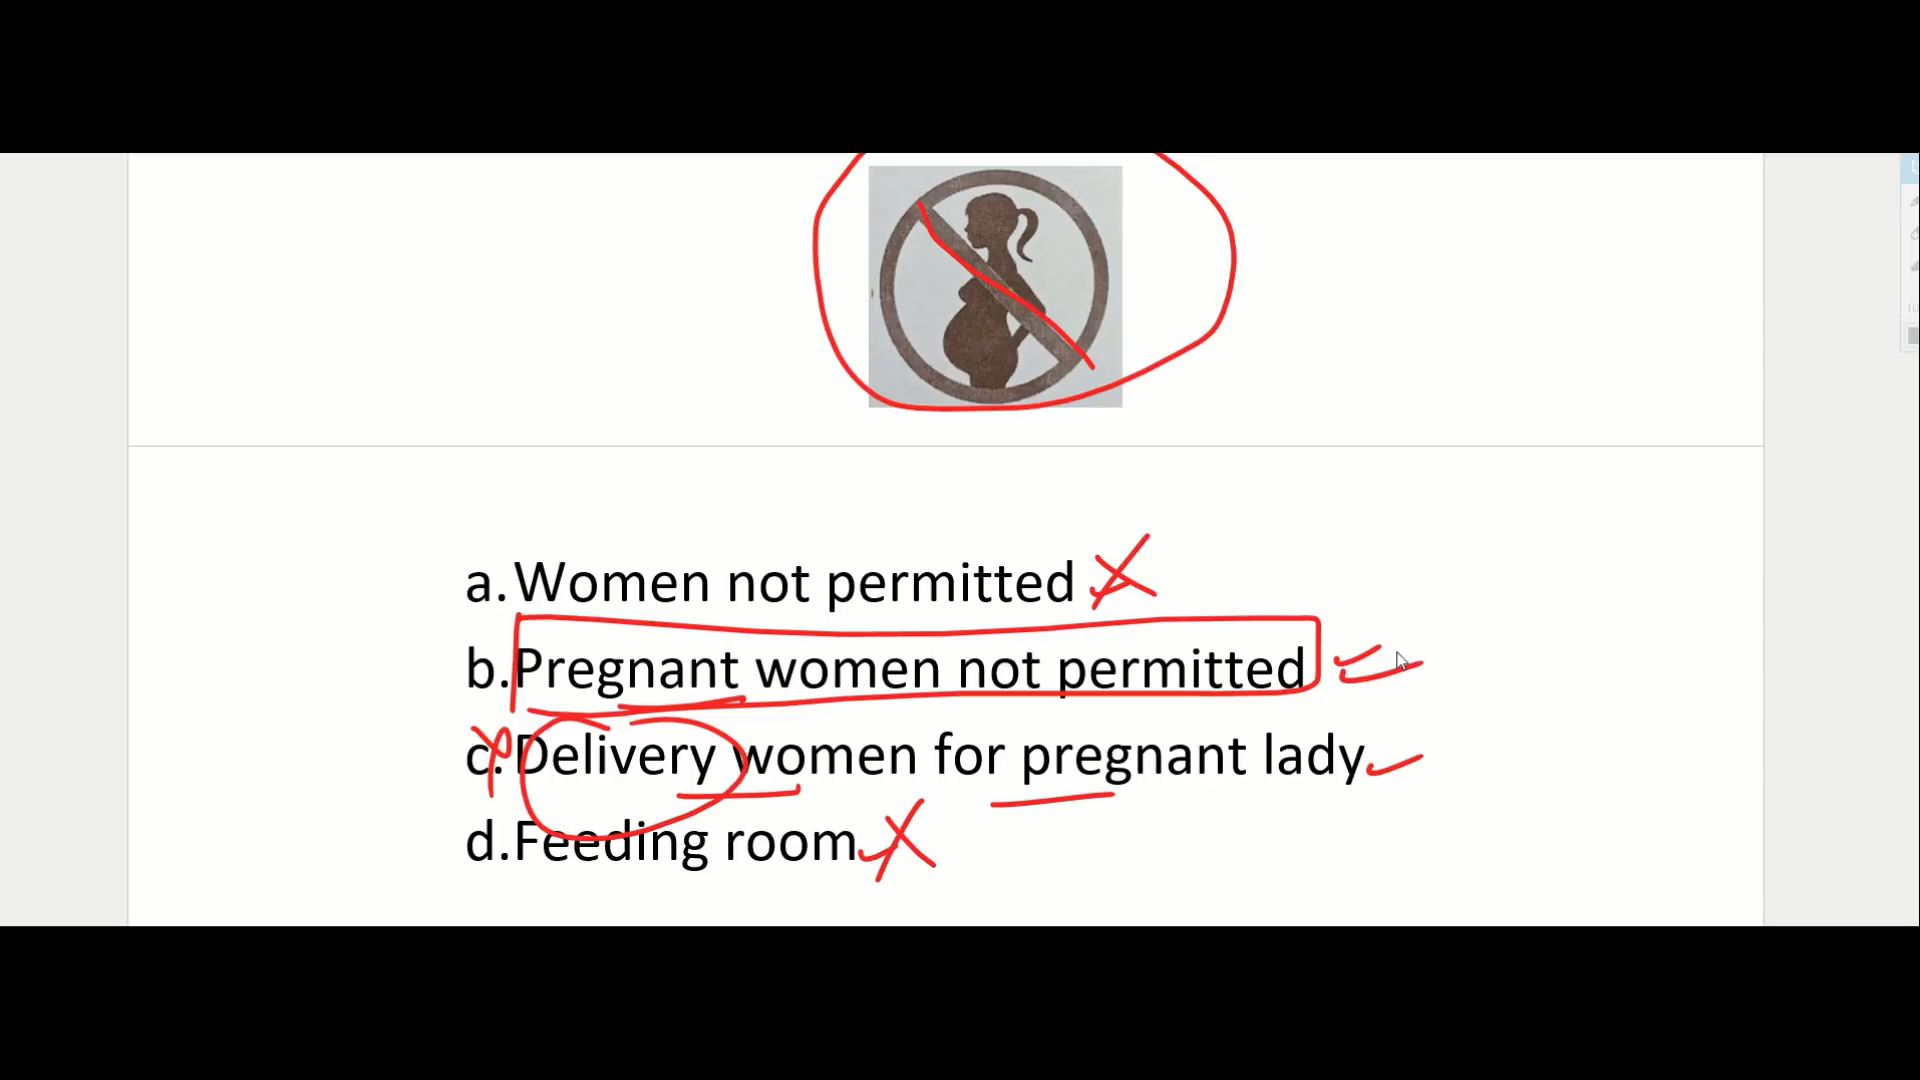 a. Women not permitted
b. Pregnant women not permitted
c. Delivery women for pregnant lady
d. Feeding room